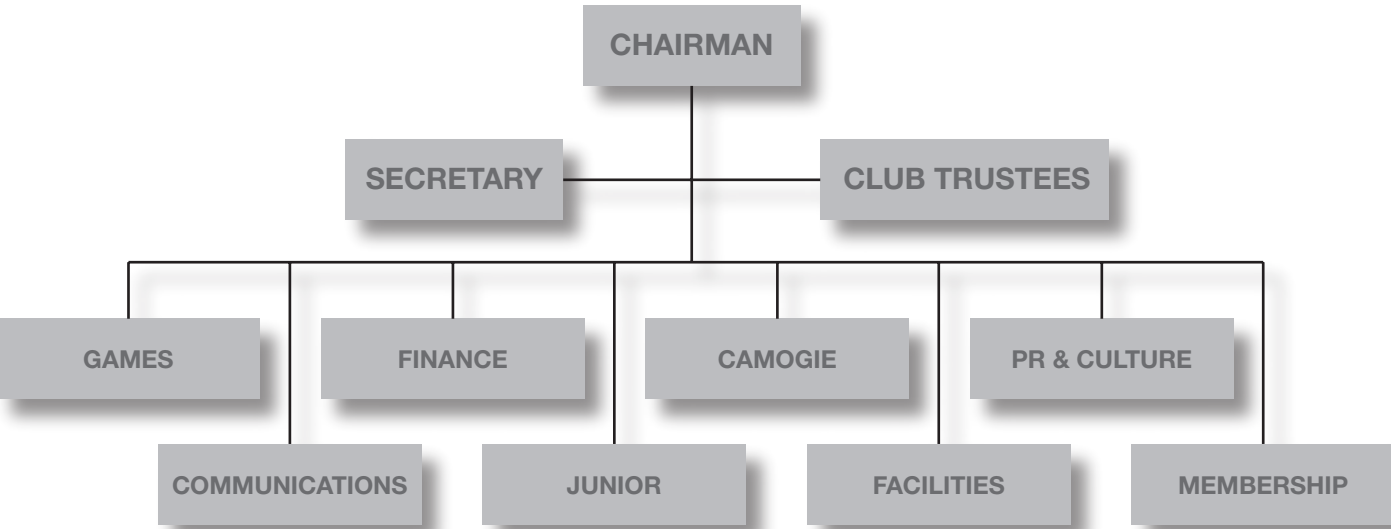 CHAIRMAN
SECRETARY
CLUB TRUSTEES
GAMES
FINANCE
CAMOGIE
PR & CULTURE
COMMUNICATIONS
JUNIOR
FACILITIES
MEMBERSHIP